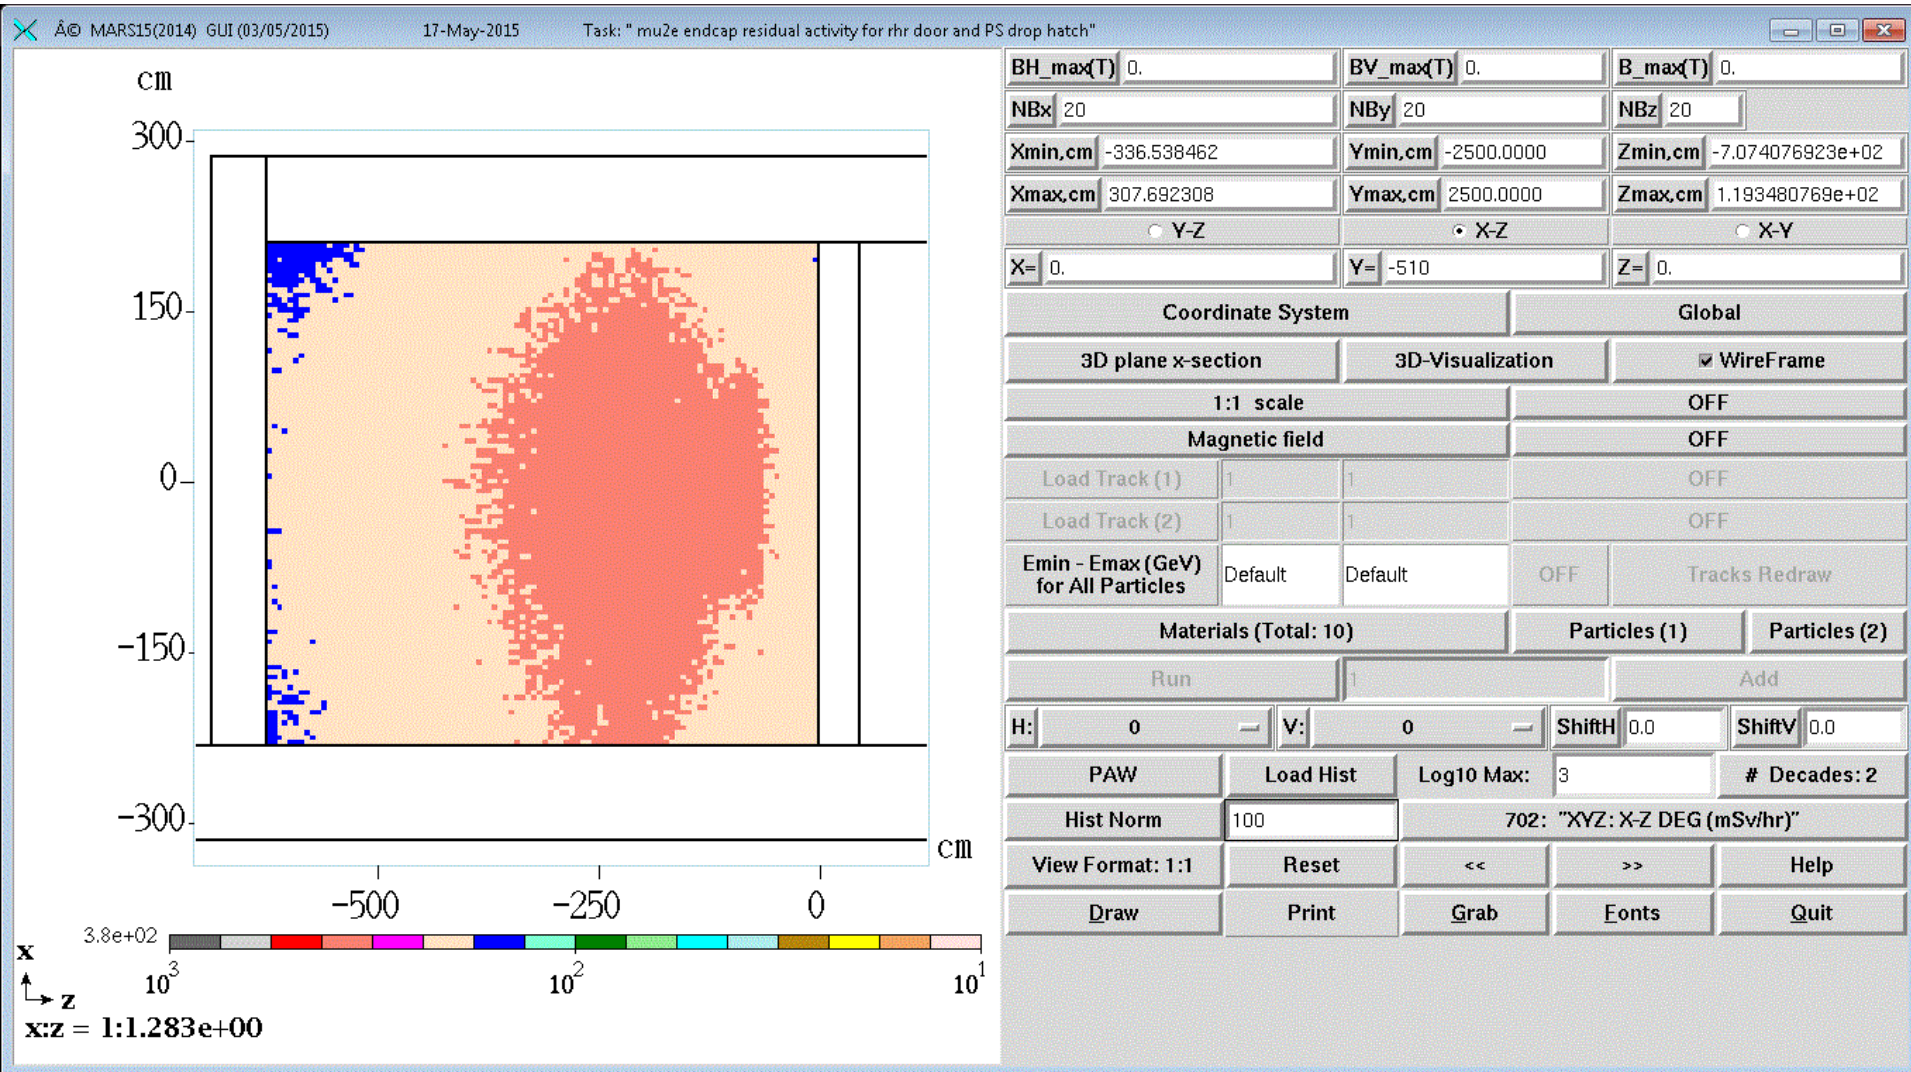 Â© MARS15(2014) GUI (03/05/2015) 17-May-2015 Task: " mu2e endcap residual activity for rhr door and PS drop hatch"
cm
300
150
0
-150
-300
cm
-500 -250 0
3.8e+02
10^3 10^2 10^1
x
z
x:z = 1:1.283e+00
BH_max(T) 0. BV_max(T) 0. B_max(T) 0.
NBx 20 NBy 20 NBz 20
Xmin,cm -336.538462 Ymin,cm -2500.0000 Zmin,cm -7.074076923e+02
Xmax,cm 307.692308 Ymax,cm 2500.0000 Zmax,cm 1.193480769e+02
Y-Z X-Z X-Y
X= 0. Y= -510 Z= 0.
Coordinate System Global
3D plane x-section 3D-Visualization WireFrame
1:1 scale OFF
Magnetic field OFF
Load Track (1) 1 1 OFF
Load Track (2) 1 1 OFF
Emin - Emax (GeV)
for All Particles Default Default OFF Tracks Redraw
Materials (Total: 10) Particles (1) Particles (2)
Run 1 Add
H: 0 V: 0 ShiftH 0.0 ShiftV 0.0
PAW Load Hist Log10 Max: 3 # Decades: 2
Hist Norm 100 702: "XYZ: X-Z DEG (mSv/hr)"
View Format: 1:1 Reset << >> Help
Draw Print Grab Fonts Quit